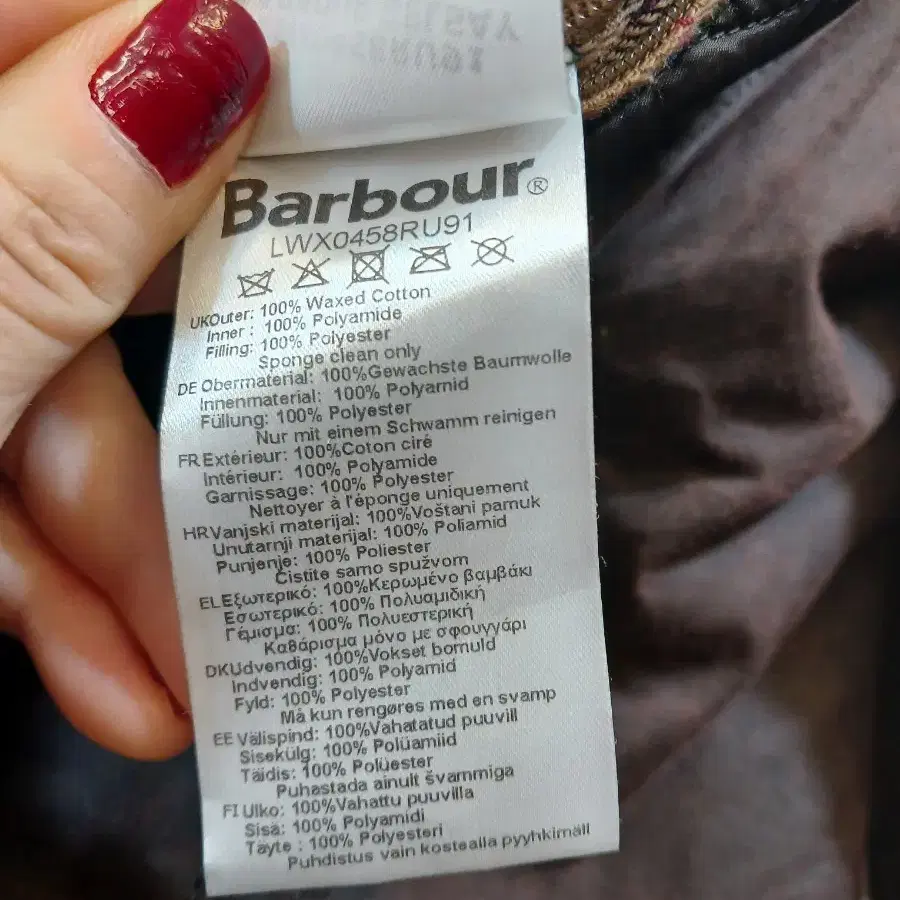 Barbour®
LWX0458RU91
UKOuter: 100% Waxed Cotton
Inner : 100% Polyamide
Filling: 100% Polyester
Sponge clean only
DE Obermaterial: 100%Gewachste Baumwolle
Innenmaterial: 100% Polyamid
Füllung: 100% Polyester
Nur mit einem Schwamm reinigen
FR Extérieur: 100%Coton ciré
Intérieur: 100% Polyamide
Garnissage: 100% Polyester
Nettoyer à l'éponge uniquement
HRVanjski materijal: 100%Voštani pamuk
Unutarnji materijal: 100% Poliamid
Punjenje: 100% Poliester
Čistite samo spužvom
ELΕξωτερικό: 100%Κερωμένο βαμβάκι
Εσωτερικό: 100% Πολυαμιδική
Γέμισμα: 100% Πολυεστερική
Καθάρισμα μόνο με σφουγγάρι
DKUdvendig: 100%Vokset bomuld
Indvendig: 100% Polyamid
Fyld: 100% Polyester
Må kun rengøres med en svamp
EE Välispind: 100%Vahatatud puuvill
Sisekülg: 100% Polüamiid
Täidis: 100% Polüester
Puhastada ainult švammiga
FI Ulko: 100%Vahattu puuvilla
Sisä: 100% Polyamidi
Täyte : 100% Polyesteri
Puhdistus vain kostealla pyyhkimäll